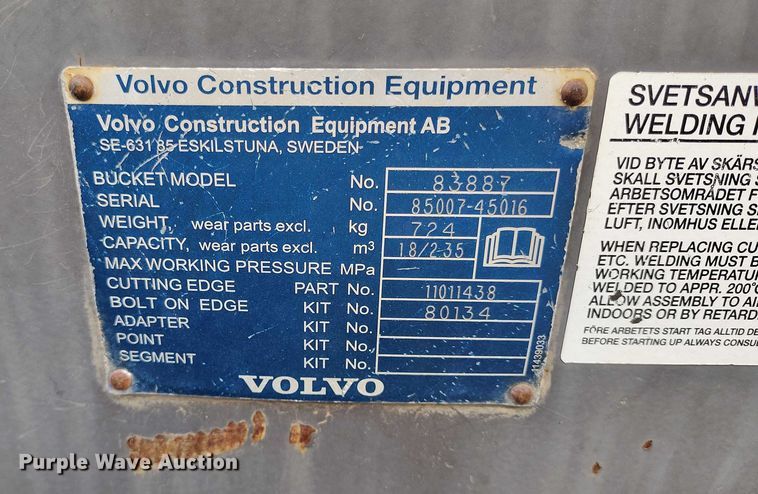 Volvo Construction Equipment
Volvo Construction Equipment AB
SE-631 85 ESKILSTUNA, SWEDEN
BUCKET MODEL No. 83887
SERIAL No. 85007-45016
WEIGHT, wear parts excl. kg 724
CAPACITY, wear parts excl. m³ 18/2-35
MAX WORKING PRESSURE MPa
CUTTING EDGE PART No. 11011438
BOLT ON EDGE KIT No. 80134
ADAPTER KIT No.
POINT KIT No.
SEGMENT KIT No.
VOLVO
11439033
SVETSANV
WELDING
VID BYTE AV SKÄRS
SKALL SVETSNING
ARBETSOMRÅDET
EFTER SVETSNING
LUFT, INOMHUS ELLE
WHEN REPLACING CU
ETC. WELDING MUST B
WORKING TEMPERATU
WELDED TO APPR. 200°
ALLOW ASSEMBLY TO AI
INDOORS OR BY RETARD
FÖRE ARBETETS START TAG ALLTID DE
BEFORE STARTING UP ALWAYS CONSU
Purple Wave Auction